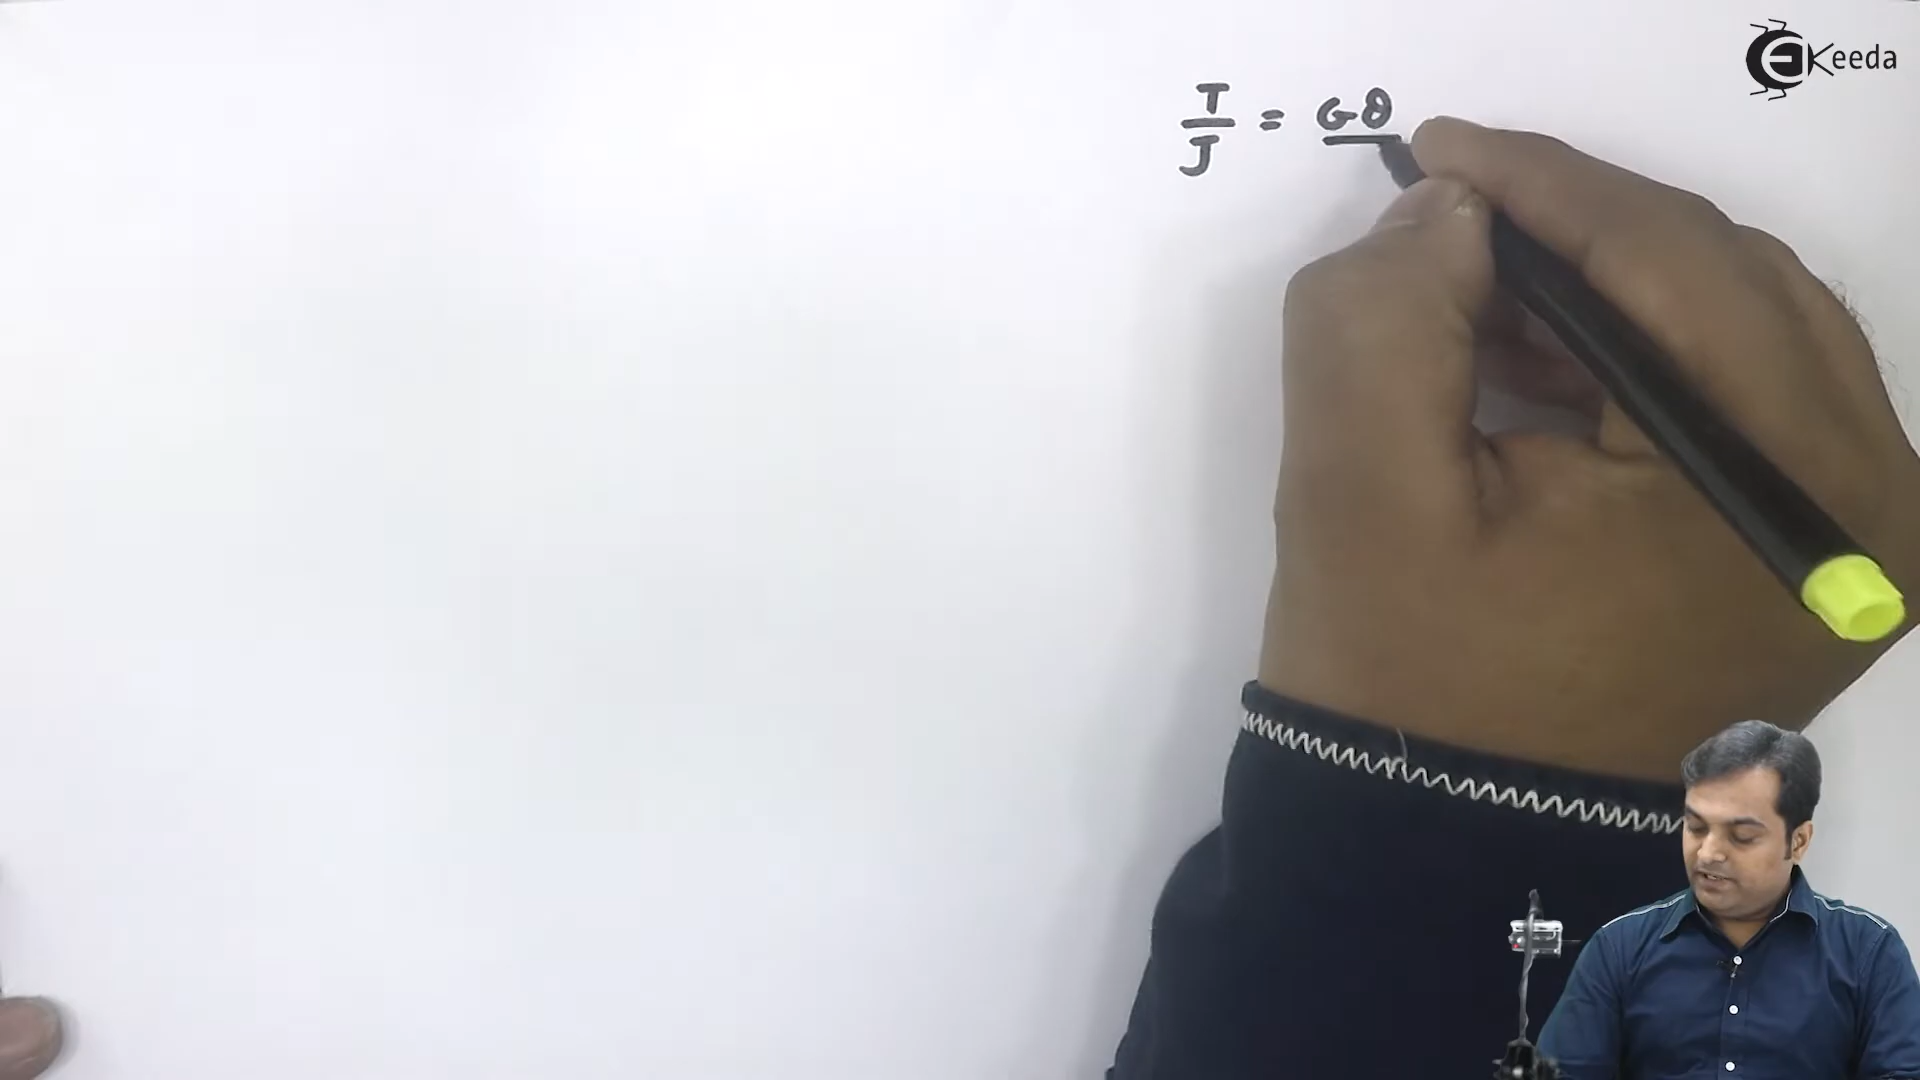 T/J = Gθ
EKeeda